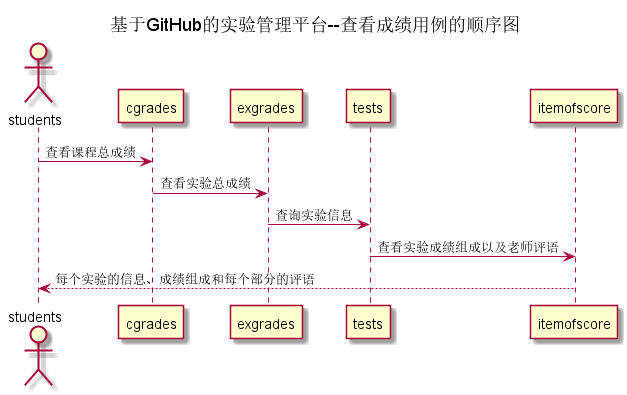 基于GitHub的实验管理平台--查看成绩用例的顺序图
students
cgrades
exgrades
tests
itemofscore
查看课程总成绩
查看实验总成绩
查询实验信息
查看实验成绩组成以及老师评语
每个实验的信息、成绩组成和每个部分的评语
students
cgrades
exgrades
tests
itemofscore